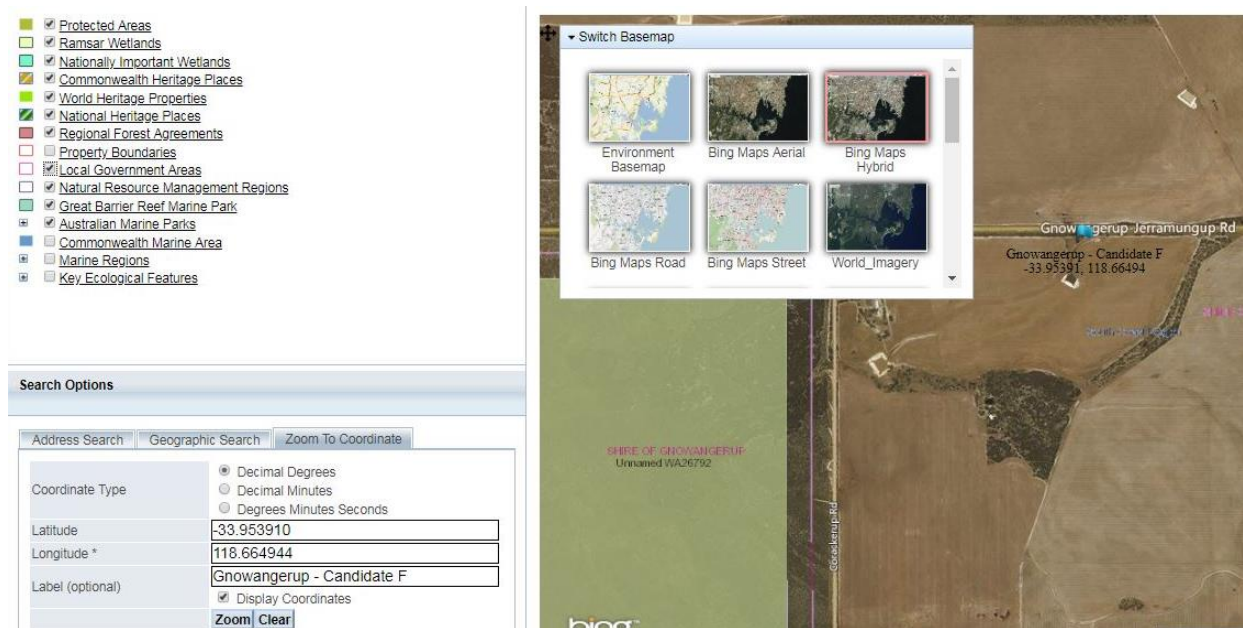 Protected Areas
Ramsar Wetlands
Nationally Important Wetlands
Commonwealth Heritage Places
World Heritage Properties
National Heritage Places
Regional Forest Agreements
Property Boundaries
Local Government Areas
Natural Resource Management Regions
Great Barrier Reef Marine Park
Australian Marine Parks
Commonwealth Marine Area
Marine Regions
Key Ecological Features
Search Options
Address Search
Geographic Search
Zoom To Coordinate
Coordinate Type
Decimal Degrees
Decimal Minutes
Degrees Minutes Seconds
Latitude
-33.953910
Longitude *
118.664944
Label (optional)
Gnowangerup - Candidate F
Display Coordinates
Zoom Clear
Switch Basemap
Environment
Basemap
Bing Maps Aerial
Bing Maps
Hybrid
Bing Maps Road
Bing Maps Street
World_Imagery
Gnowangerup-Jerramungup Rd
Gnowangerup - Candidate F
-33.95391, 118.66494
SHIRE OF GNOWANGERUP
Unnamed WA26792
Corackerup Rd
bing